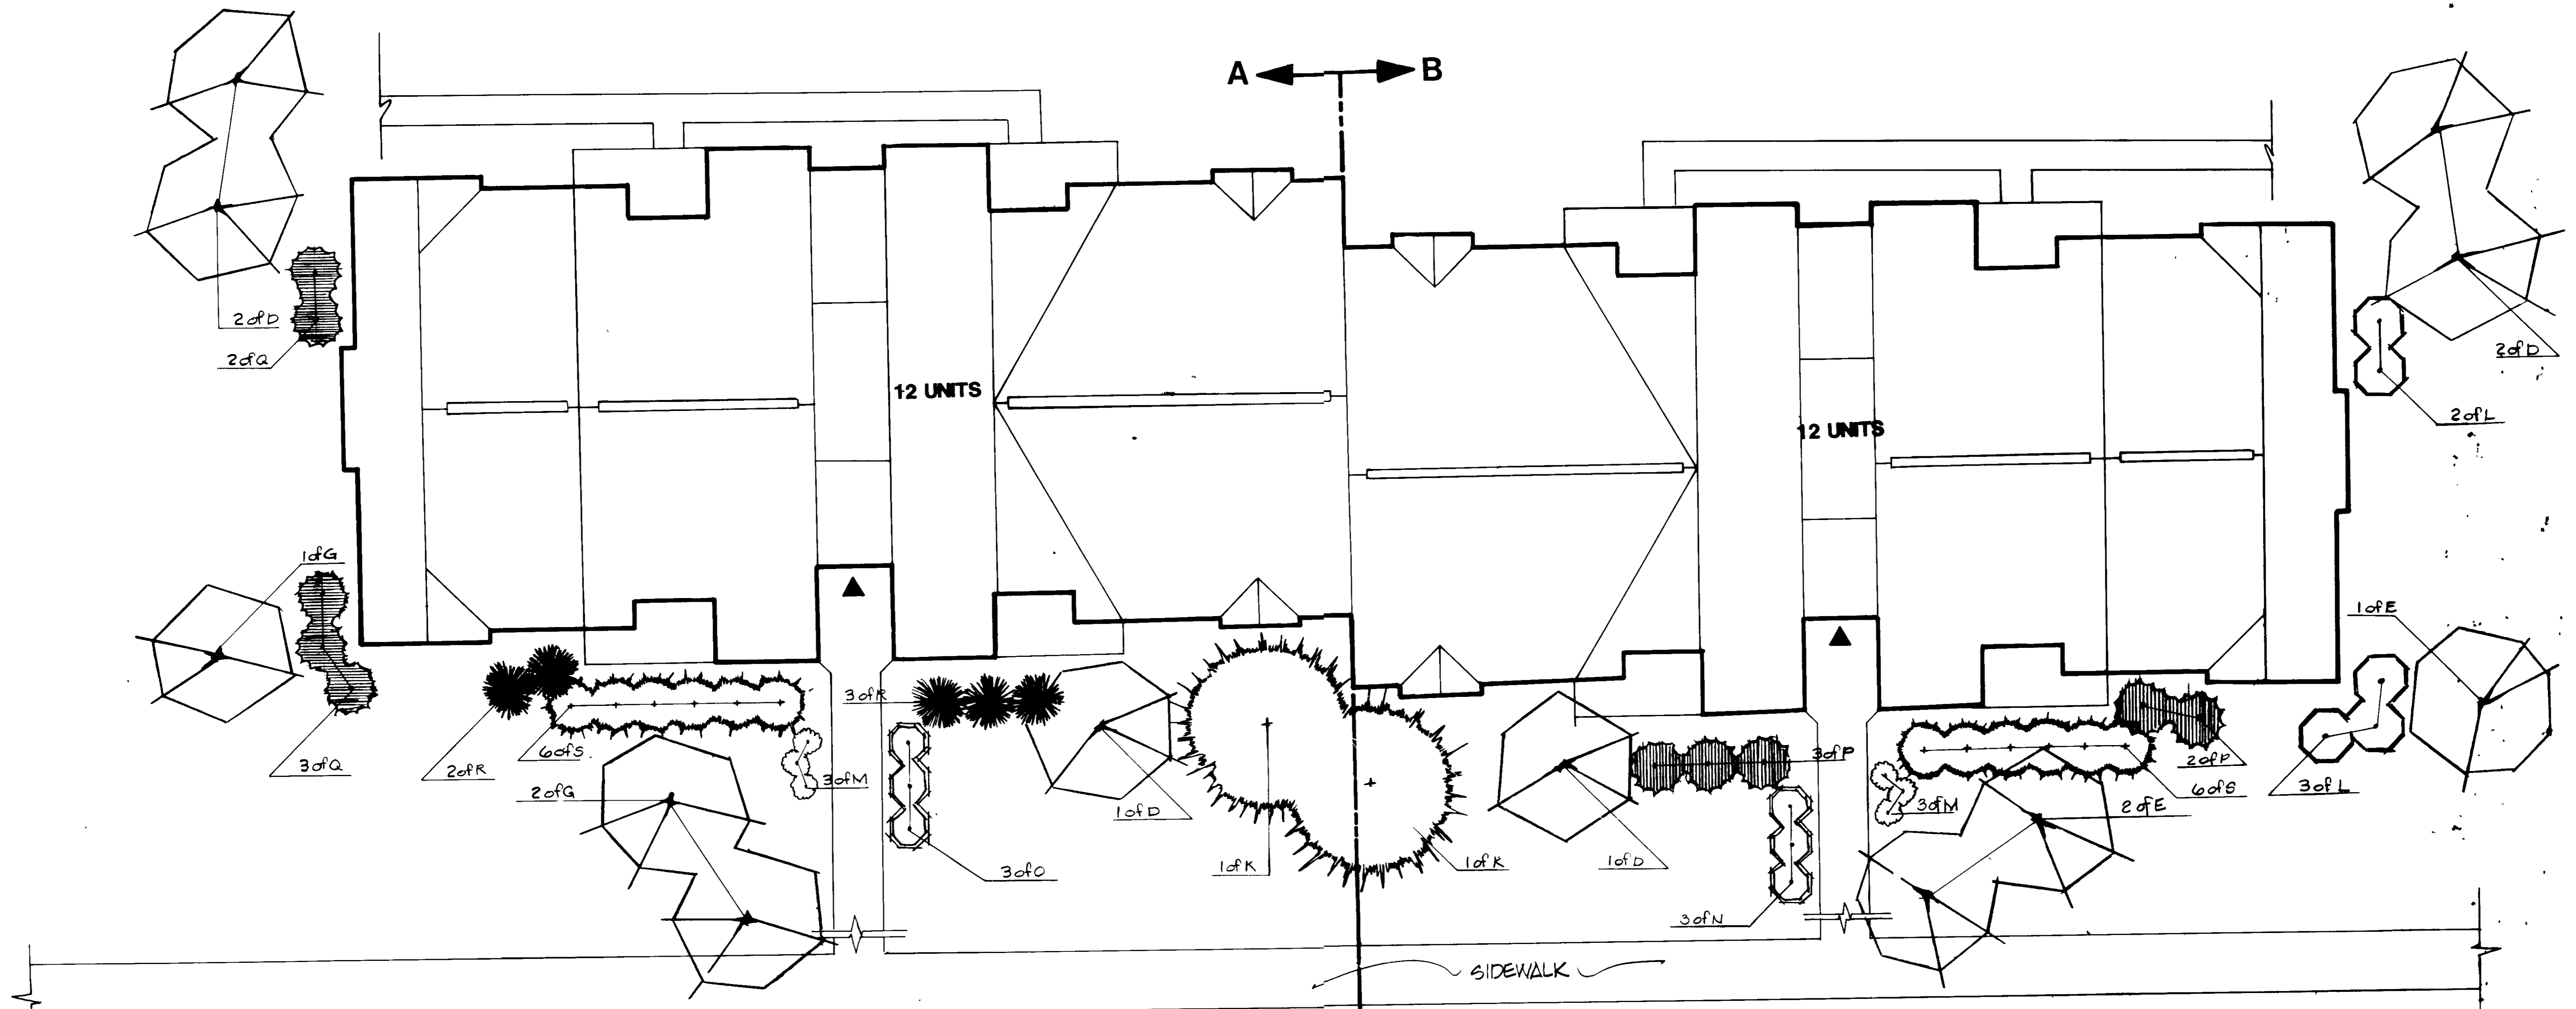 A B
2 of D
2 of Q
2 of D
2 of L
12 UNITS
12 UNITS
1 of G
1 of E
3 of R
3 of Q
2 of R
6 of S
3 of M
3 of P
2 of P
2 of G
1 of D
3 of O
1 of K
1 of K
1 of D
3 of M
2 of E
6 of S
3 of L
3 of N
SIDEWALK